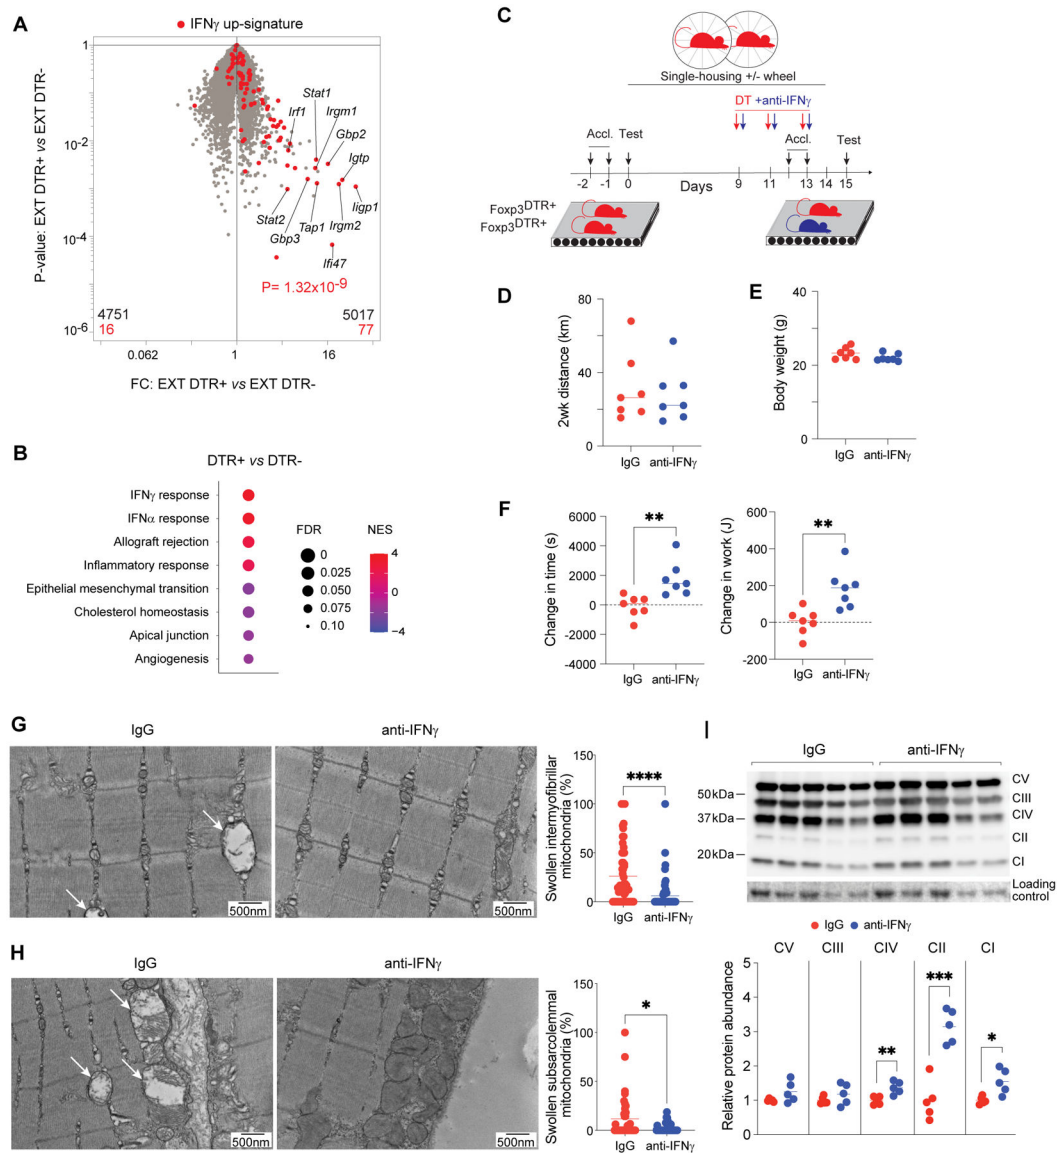 A
IFNγ up-signature
P-value: EXT DTR+ vs EXT DTR-
1
10-2
10-4
10-6
Stat1
Irf1
Irgm1
Gbp2
Igtp
Iigp1
Stat2
Gbp3
Tap1
Irgm2
Ifi47
P= 1.32x10-9
4751
16
5017
77
0.062
1
16
FC: EXT DTR+ vs EXT DTR-
B
DTR+ vs DTR-
IFNγ response
IFNα response
Allograft rejection
Inflammatory response
Epithelial mesenchymal transition
Cholesterol homeostasis
Apical junction
Angiogenesis
FDR
0
0.025
0.050
0.075
0.10
NES
4
0
−4
C
Single-housing +/- wheel
DT +anti-IFNγ
Accl.
Test
Accl.
Test
-2
-1
0
Days
9
11
13
14
15
Foxp3DTR+
Foxp3DTR+
D
2wk distance (km)
80
60
40
20
0
IgG
anti-IFNγ
E
Body weight (g)
40
20
0
IgG
anti-IFNγ
F
Change in time (s)
6000
4000
2000
0
-2000
-4000
**
IgG
anti-IFNγ
Change in work (J)
600
400
200
0
-200
**
IgG
anti-IFNγ
G
IgG
anti-IFNγ
500nm
500nm
Swollen intermyofibrillar
mitochondria (%)
150
100
50
0
****
IgG
anti-IFNγ
H
IgG
anti-IFNγ
500nm
500nm
Swollen subsarcolemmal
mitochondria (%)
150
100
50
0
*
IgG
anti-IFNγ
I
IgG
anti-IFNγ
50kDa
37kDa
20kDa
CV
CIII
CIV
CII
CI
Loading
control
IgG
anti-IFNγ
CV
CIII
CIV
CII
CI
Relative protein abundance
5
4
3
2
1
0
**
***
*